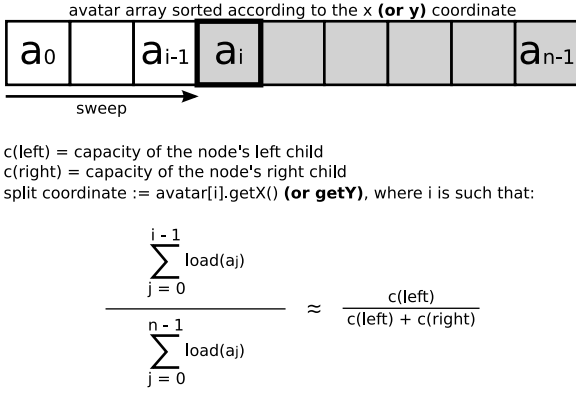 avatar array sorted according to the x (or y) coordinate
a0 ai-1 ai an-1
sweep
c(left) = capacity of the node's left child
c(right) = capacity of the node's right child
split coordinate := avatar[i].getX() (or getY), where i is such that:
i - 1
∑ load(aj)
j = 0
n - 1
∑ load(aj)
j = 0
≈
c(left)
c(left) + c(right)